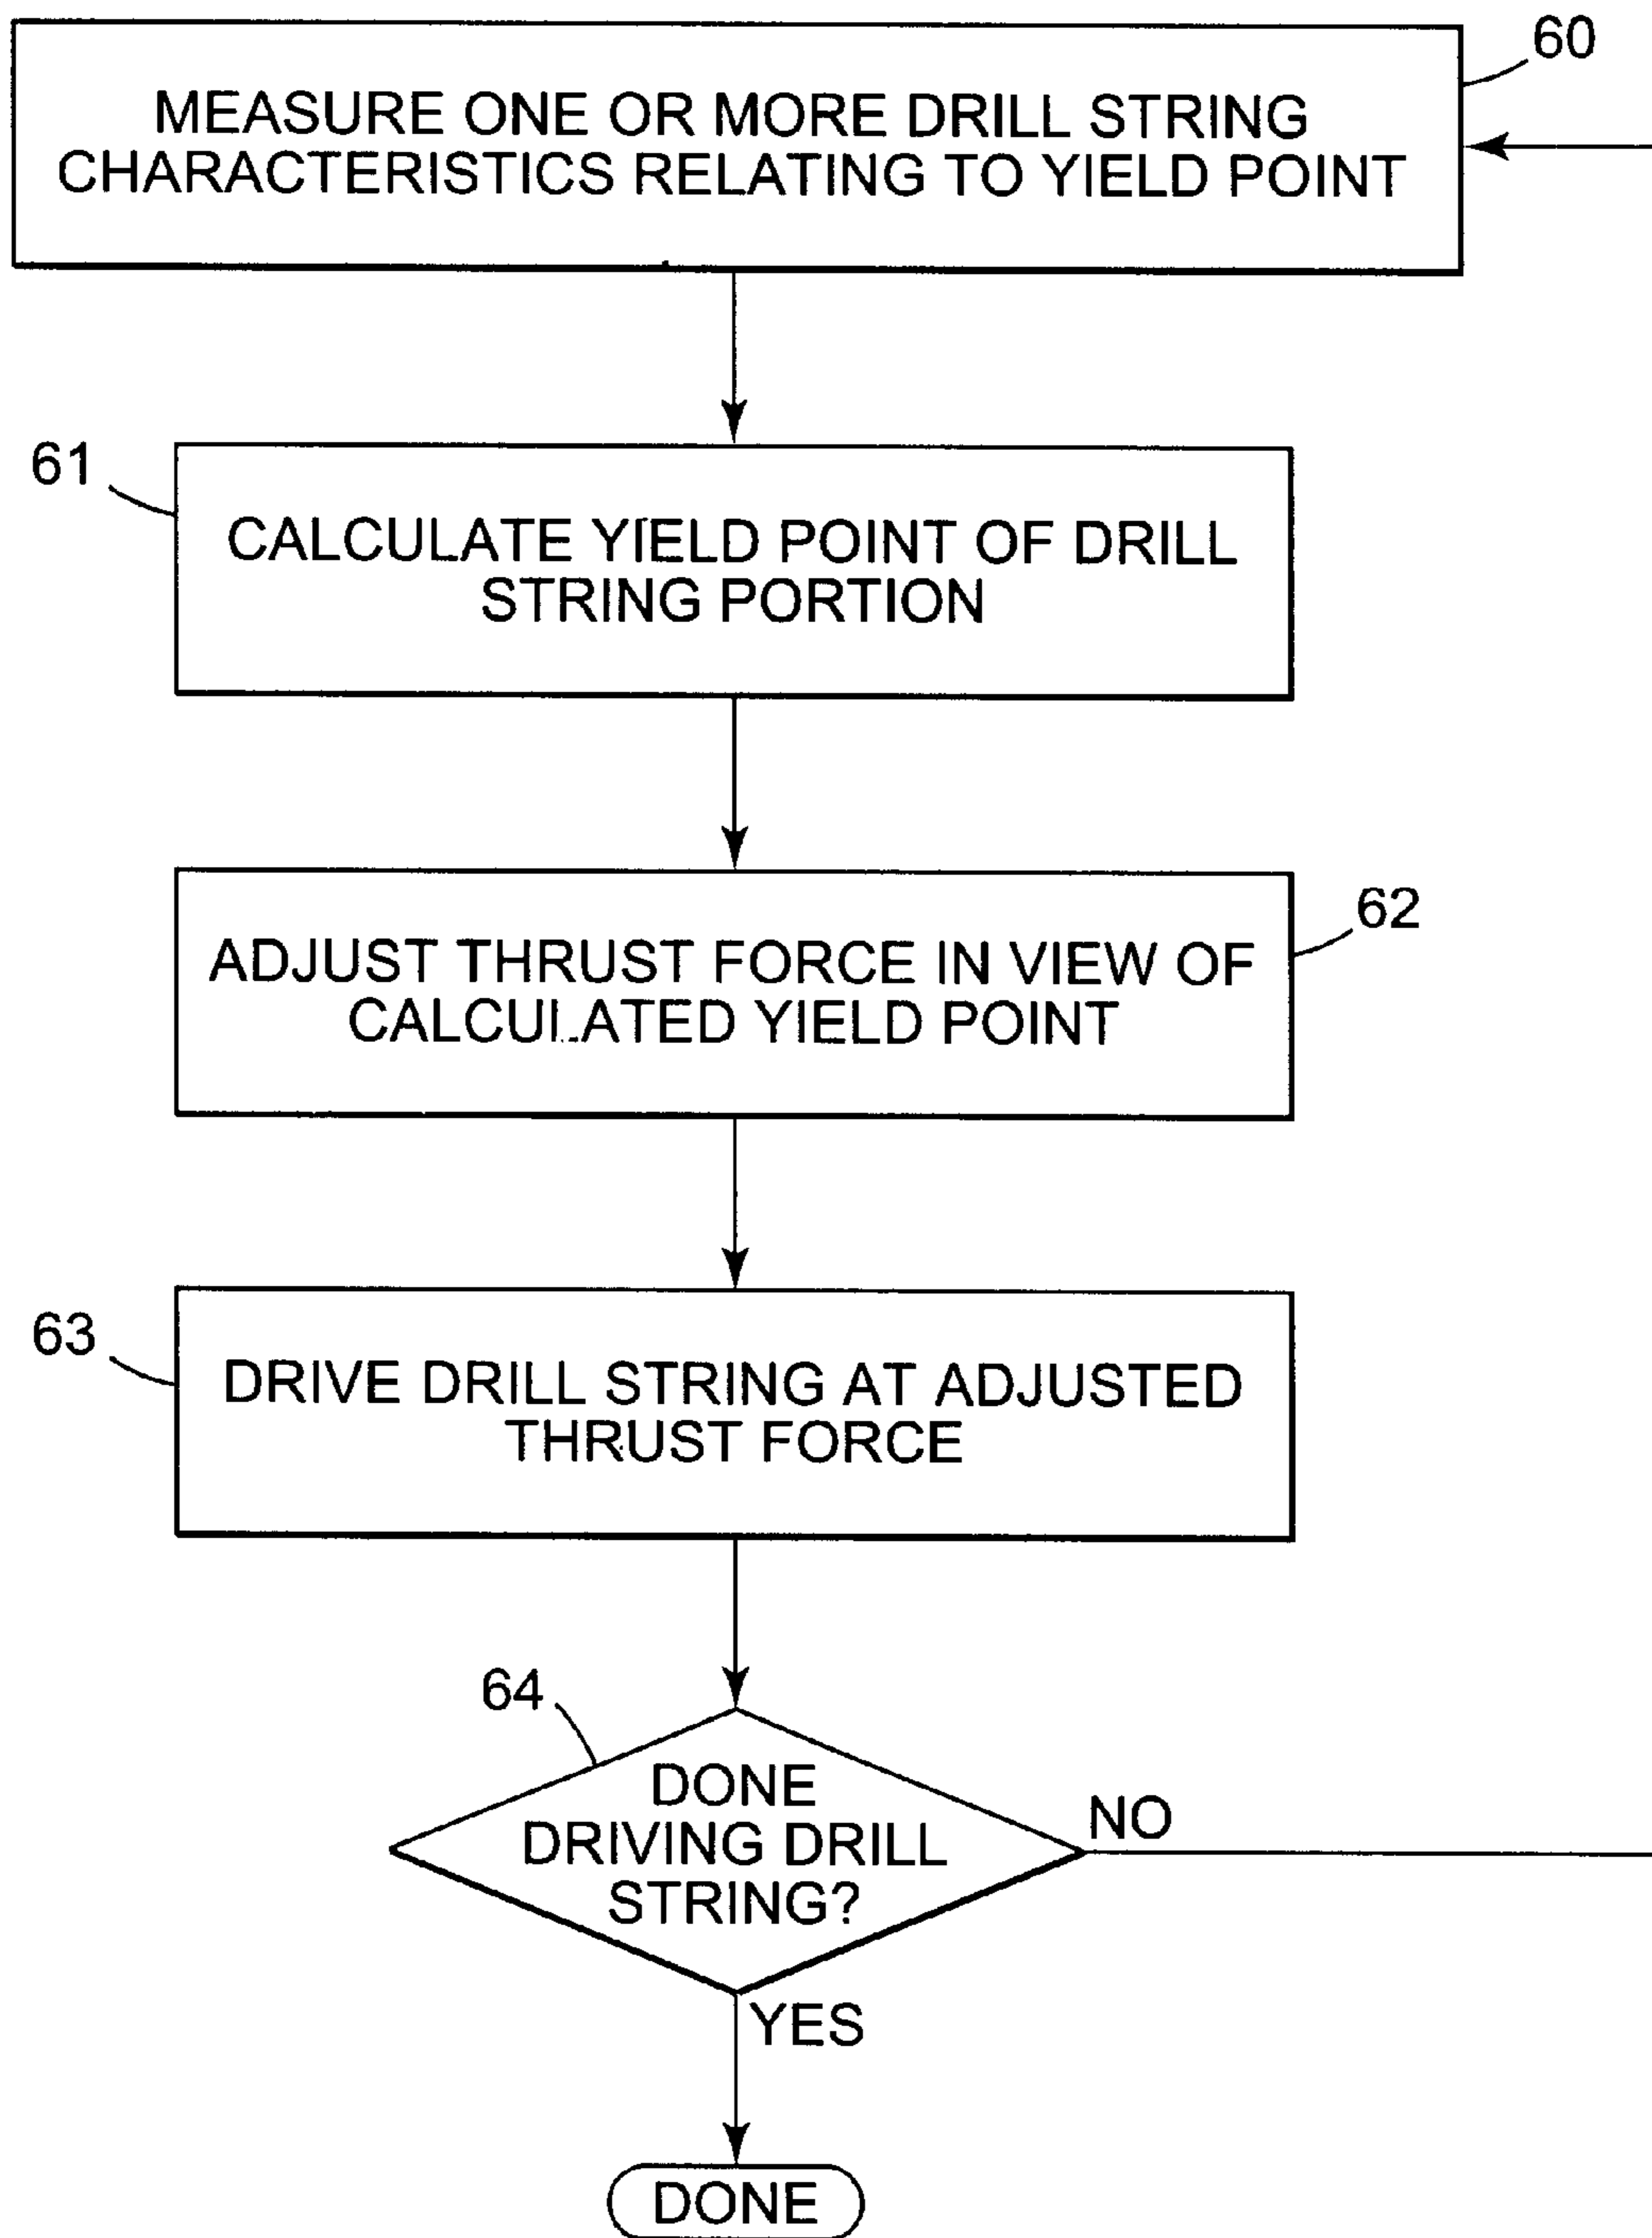 60
MEASURE ONE OR MORE DRILL STRING
CHARACTERISTICS RELATING TO YIELD POINT
61
CALCULATE YIELD POINT OF DRILL
STRING PORTION
62
ADJUST THRUST FORCE IN VIEW OF
CALCULATED YIELD POINT
63
DRIVE DRILL STRING AT ADJUSTED
THRUST FORCE
64
DONE
DRIVING DRILL
STRING?
NO
YES
DONE